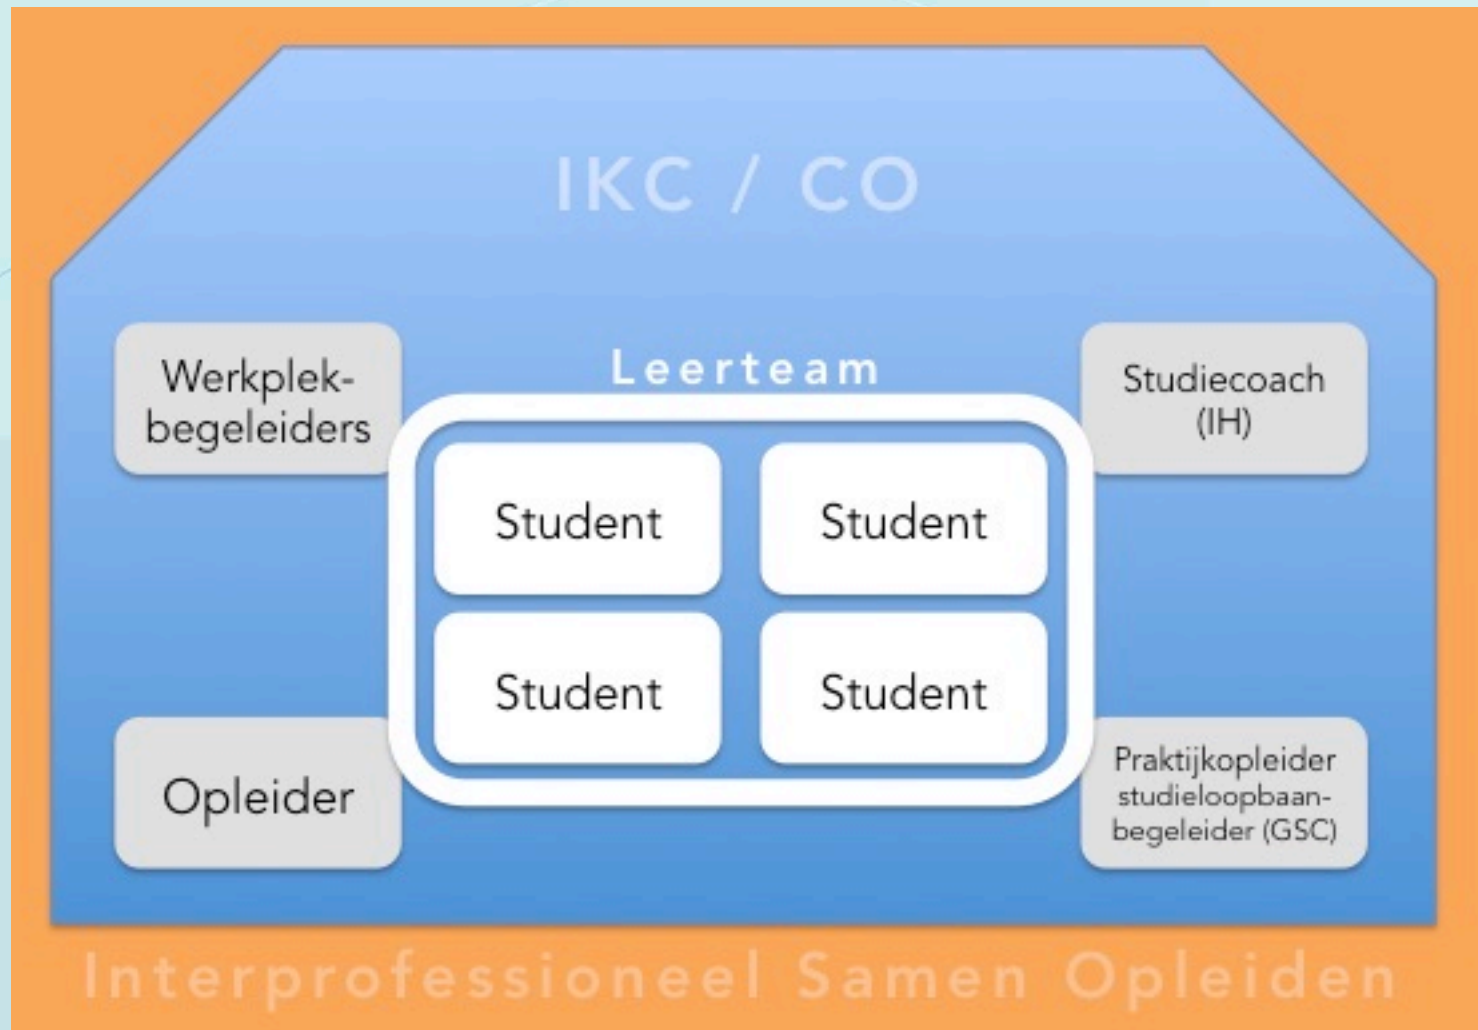 IKC / CO
Werkplek-
begeleiders
Leerteam
Studiecoach
(IH)
Student
Student
Student
Student
Opleider
Praktijkopleider
studieloopbaan-
begeleider (GSC)
Interprofessioneel Samen Opleiden